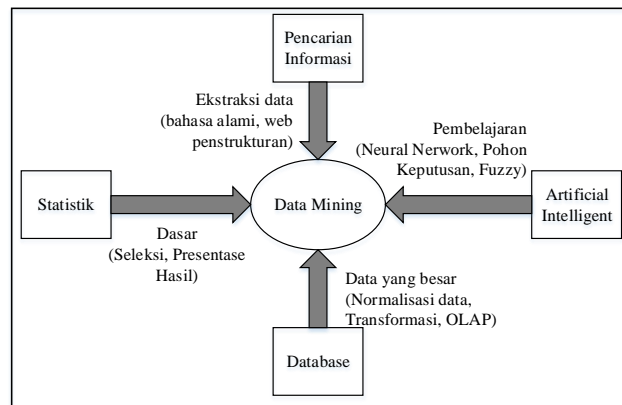 Pencarian
Informasi
Ekstraksi data
(bahasa alami, web
penstrukturan)
Pembelajaran
(Neural Nerwork, Pohon
Keputusan, Fuzzy)
Statistik
Data Mining
Artificial
Intelligent
Dasar
(Seleksi, Presentase
Hasil)
Data yang besar
(Normalisasi data,
Transformasi, OLAP)
Database